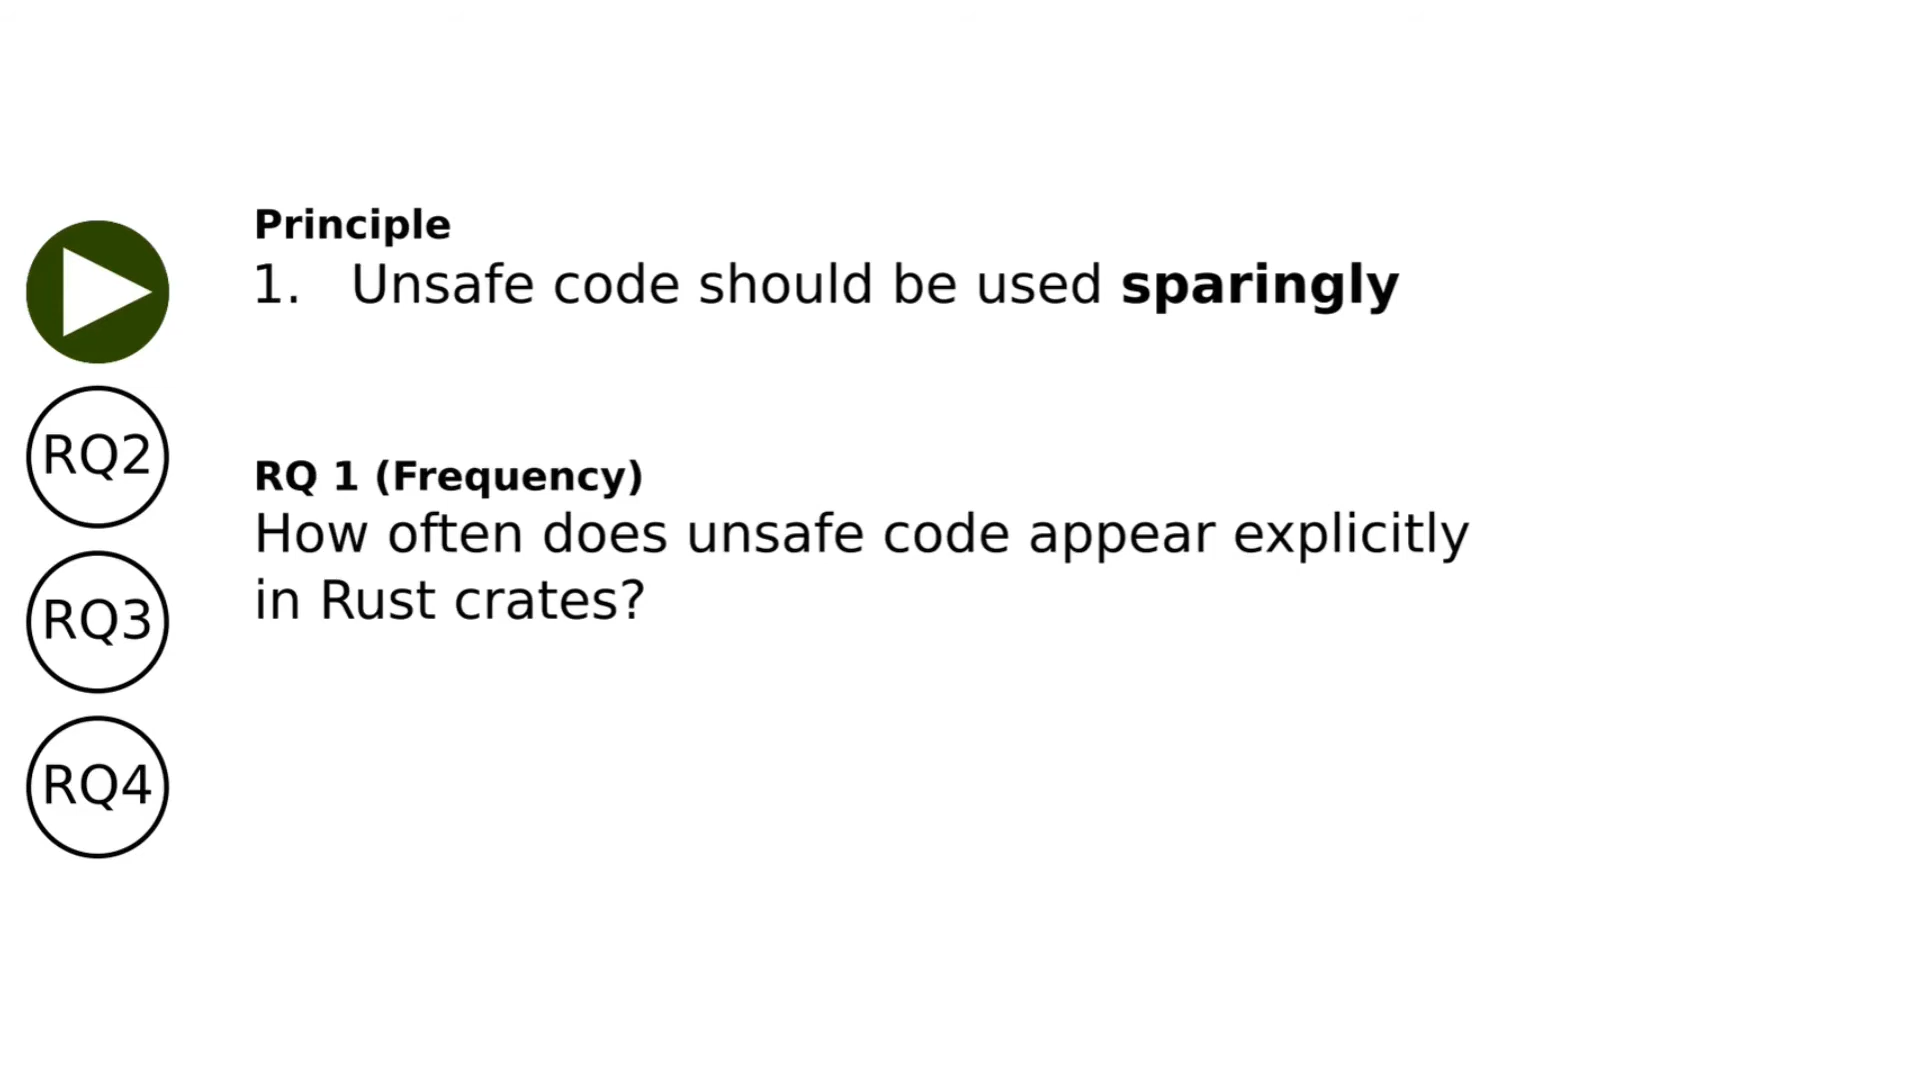 Principle
1. Unsafe code should be used sparingly
RQ2
RQ 1 (Frequency)
How often does unsafe code appear explicitly
in Rust crates?
RQ3
RQ4